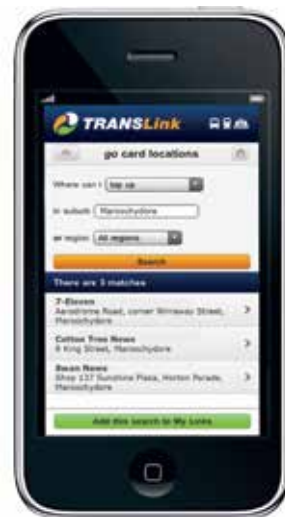 TRANSLink
go card locations
Where can I top up
in suburb Maroochydore
or region All regions
Search
There are 3 matches
7-Eleven
Aerodrome Road, corner Wirraway Street,
Maroochydore
Cotton Tree News
8 King Street, Maroochydore
Swan News
Shop 137 Sunshine Plaza, Horton Parade,
Maroochydore
Add this search to My Links